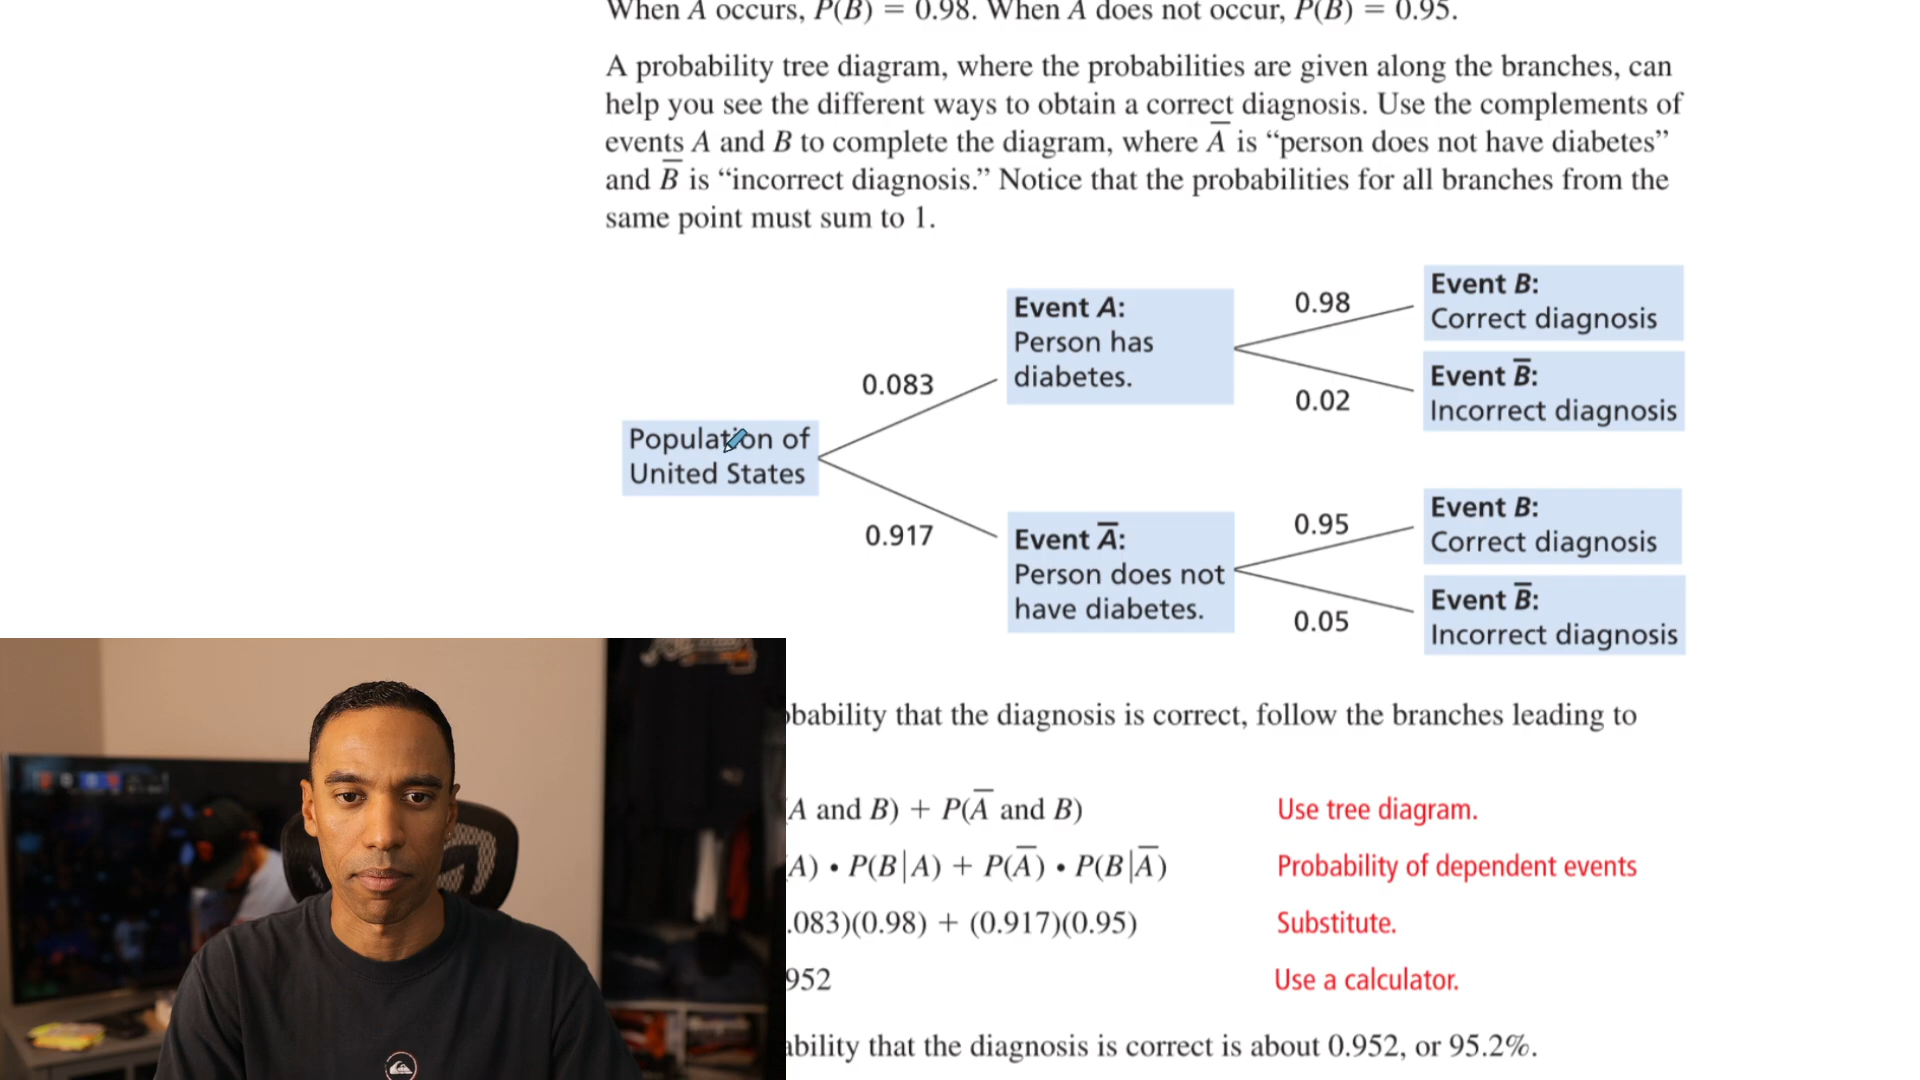 When A occurs, P(B) = 0.98. When A does not occur, P(B) = 0.95.
A probability tree diagram, where the probabilities are given along the branches, can
help you see the different ways to obtain a correct diagnosis. Use the complements of
events A and B to complete the diagram, where A̅ is “person does not have diabetes”
and B̅ is “incorrect diagnosis.” Notice that the probabilities for all branches from the
same point must sum to 1.
Population of
United States
0.083
0.917
Event A:
Person has
diabetes.
0.98
0.02
Event B:
Correct diagnosis
Event B̅:
Incorrect diagnosis
Event A̅:
Person does not
have diabetes.
0.95
0.05
Event B:
Correct diagnosis
Event B̅:
Incorrect diagnosis
bability that the diagnosis is correct, follow the branches leading to
A and B) + P(A̅ and B) Use tree diagram.
A) • P(B|A) + P(A̅) • P(B|A̅) Probability of dependent events
.083)(0.98) + (0.917)(0.95) Substitute.
952 Use a calculator.
ability that the diagnosis is correct is about 0.952, or 95.2%.